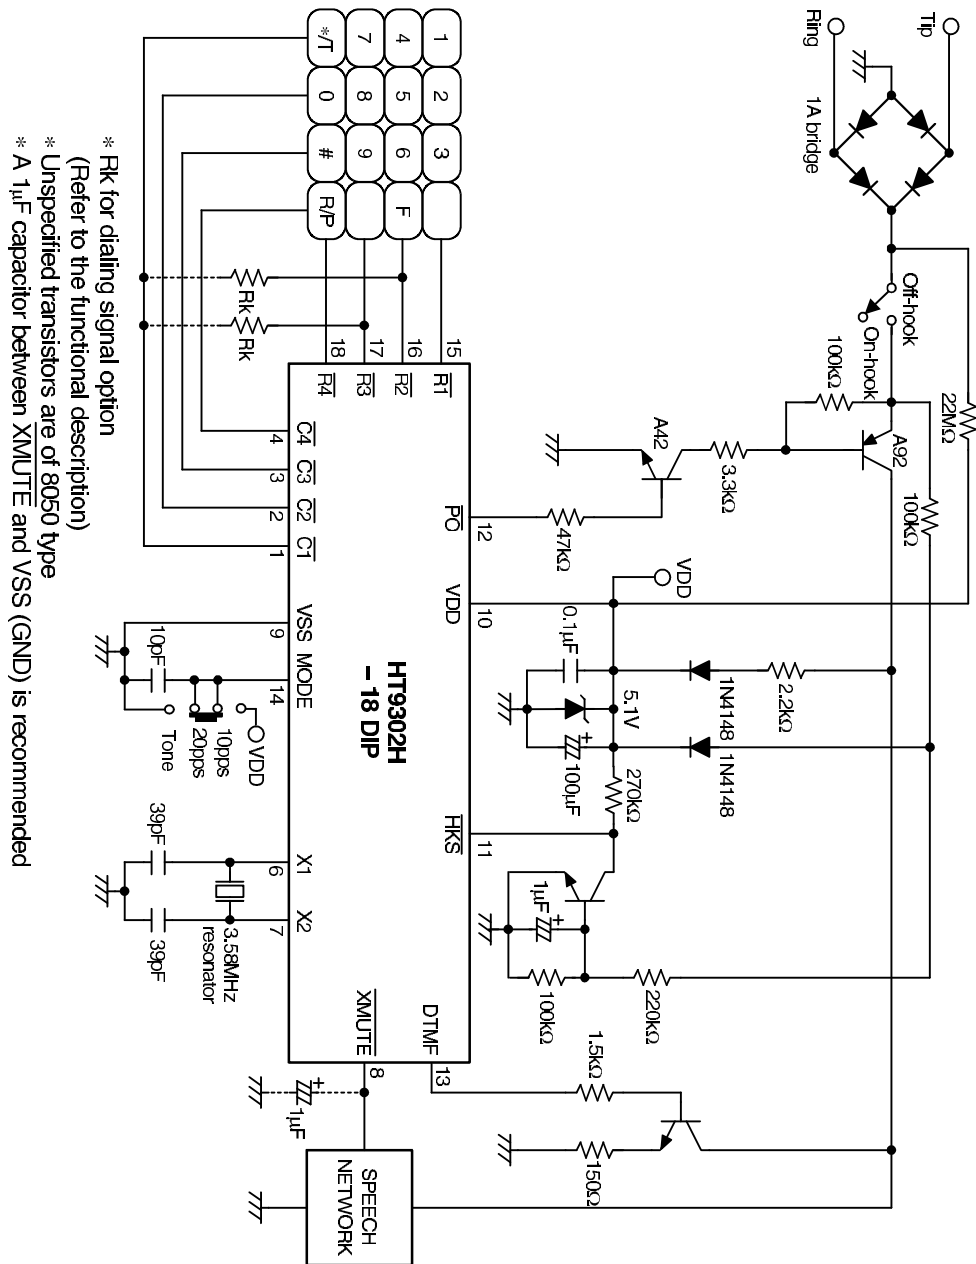 Tip
Ring
1A bridge
Off-hook
On-hook
22MΩ
100kΩ
A92
100kΩ
A42
3.3kΩ
47kΩ
VDD
0.1μF
5.1V
+
100μF
1N4148
2.2kΩ
1N4148
270kΩ
+
1μF
100kΩ
220kΩ
1.5kΩ
150Ω
1 2 3
4 5 6 F
7 8 9
*/T 0 # R/P
Rk
Rk
15 16 17 18
R1 R2 R3 R4
PO
12
VDD
10
HKS
11
DTMF
13
XMUTE
8
HT9302H
– 18 DIP
C4 C3 C2 C1
4 3 2 1
VSS
9
MODE
14
X1
6
X2
7
10pF
VDD
10pps
20pps
Tone
39pF
39pF
3.58MHz
resonator
+
1μF
SPEECH
NETWORK
* Rk for dialing signal option
(Refer to the functional description)
* Unspecified transistors are of 8050 type
* A 1μF capacitor between XMUTE and VSS (GND) is recommended